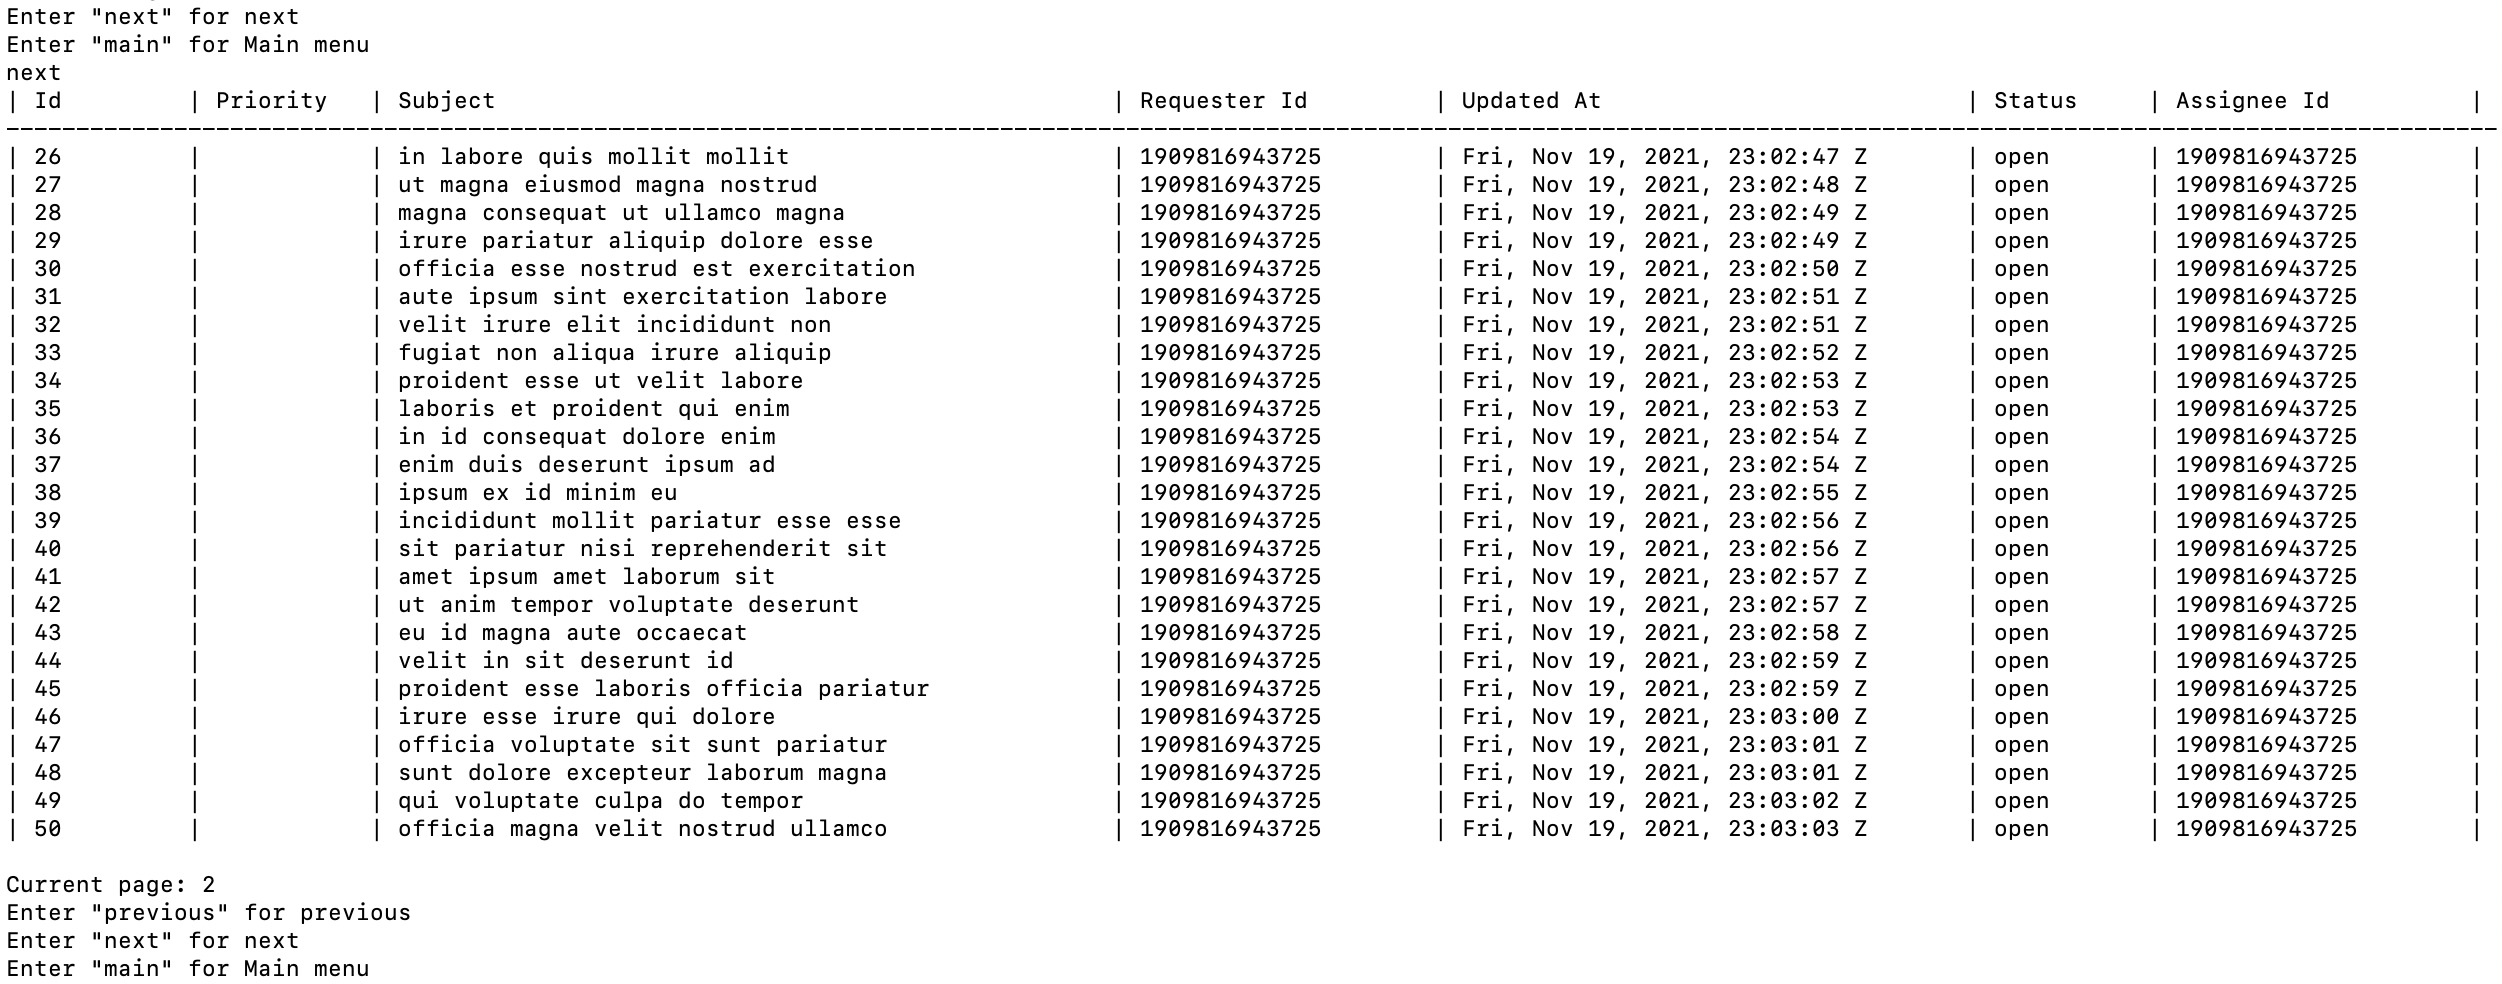 Enter "next" for next
Enter "main" for Main menu
next
| Id | Priority | Subject | Requester Id | Updated At | Status | Assignee Id |
| 26 | | in labore quis mollit mollit | 1909816943725 | Fri, Nov 19, 2021, 23:02:47 Z | open | 1909816943725 |
| 27 | | ut magna eiusmod magna nostrud | 1909816943725 | Fri, Nov 19, 2021, 23:02:48 Z | open | 1909816943725 |
| 28 | | magna consequat ut ullamco magna | 1909816943725 | Fri, Nov 19, 2021, 23:02:49 Z | open | 1909816943725 |
| 29 | | irure pariatur aliquip dolore esse | 1909816943725 | Fri, Nov 19, 2021, 23:02:49 Z | open | 1909816943725 |
| 30 | | officia esse nostrud est exercitation | 1909816943725 | Fri, Nov 19, 2021, 23:02:50 Z | open | 1909816943725 |
| 31 | | aute ipsum sint exercitation labore | 1909816943725 | Fri, Nov 19, 2021, 23:02:51 Z | open | 1909816943725 |
| 32 | | velit irure elit incididunt non | 1909816943725 | Fri, Nov 19, 2021, 23:02:51 Z | open | 1909816943725 |
| 33 | | fugiat non aliqua irure aliquip | 1909816943725 | Fri, Nov 19, 2021, 23:02:52 Z | open | 1909816943725 |
| 34 | | proident esse ut velit labore | 1909816943725 | Fri, Nov 19, 2021, 23:02:53 Z | open | 1909816943725 |
| 35 | | laboris et proident qui enim | 1909816943725 | Fri, Nov 19, 2021, 23:02:53 Z | open | 1909816943725 |
| 36 | | in id consequat dolore enim | 1909816943725 | Fri, Nov 19, 2021, 23:02:54 Z | open | 1909816943725 |
| 37 | | enim duis deserunt ipsum ad | 1909816943725 | Fri, Nov 19, 2021, 23:02:54 Z | open | 1909816943725 |
| 38 | | ipsum ex id minim eu | 1909816943725 | Fri, Nov 19, 2021, 23:02:55 Z | open | 1909816943725 |
| 39 | | incididunt mollit pariatur esse esse | 1909816943725 | Fri, Nov 19, 2021, 23:02:56 Z | open | 1909816943725 |
| 40 | | sit pariatur nisi reprehenderit sit | 1909816943725 | Fri, Nov 19, 2021, 23:02:56 Z | open | 1909816943725 |
| 41 | | amet ipsum amet laborum sit | 1909816943725 | Fri, Nov 19, 2021, 23:02:57 Z | open | 1909816943725 |
| 42 | | ut anim tempor voluptate deserunt | 1909816943725 | Fri, Nov 19, 2021, 23:02:57 Z | open | 1909816943725 |
| 43 | | eu id magna aute occaecat | 1909816943725 | Fri, Nov 19, 2021, 23:02:58 Z | open | 1909816943725 |
| 44 | | velit in sit deserunt id | 1909816943725 | Fri, Nov 19, 2021, 23:02:59 Z | open | 1909816943725 |
| 45 | | proident esse laboris officia pariatur | 1909816943725 | Fri, Nov 19, 2021, 23:02:59 Z | open | 1909816943725 |
| 46 | | irure esse irure qui dolore | 1909816943725 | Fri, Nov 19, 2021, 23:03:00 Z | open | 1909816943725 |
| 47 | | officia voluptate sit sunt pariatur | 1909816943725 | Fri, Nov 19, 2021, 23:03:01 Z | open | 1909816943725 |
| 48 | | sunt dolore excepteur laborum magna | 1909816943725 | Fri, Nov 19, 2021, 23:03:01 Z | open | 1909816943725 |
| 49 | | qui voluptate culpa do tempor | 1909816943725 | Fri, Nov 19, 2021, 23:03:02 Z | open | 1909816943725 |
| 50 | | officia magna velit nostrud ullamco | 1909816943725 | Fri, Nov 19, 2021, 23:03:03 Z | open | 1909816943725 |
Current page: 2
Enter "previous" for previous
Enter "next" for next
Enter "main" for Main menu